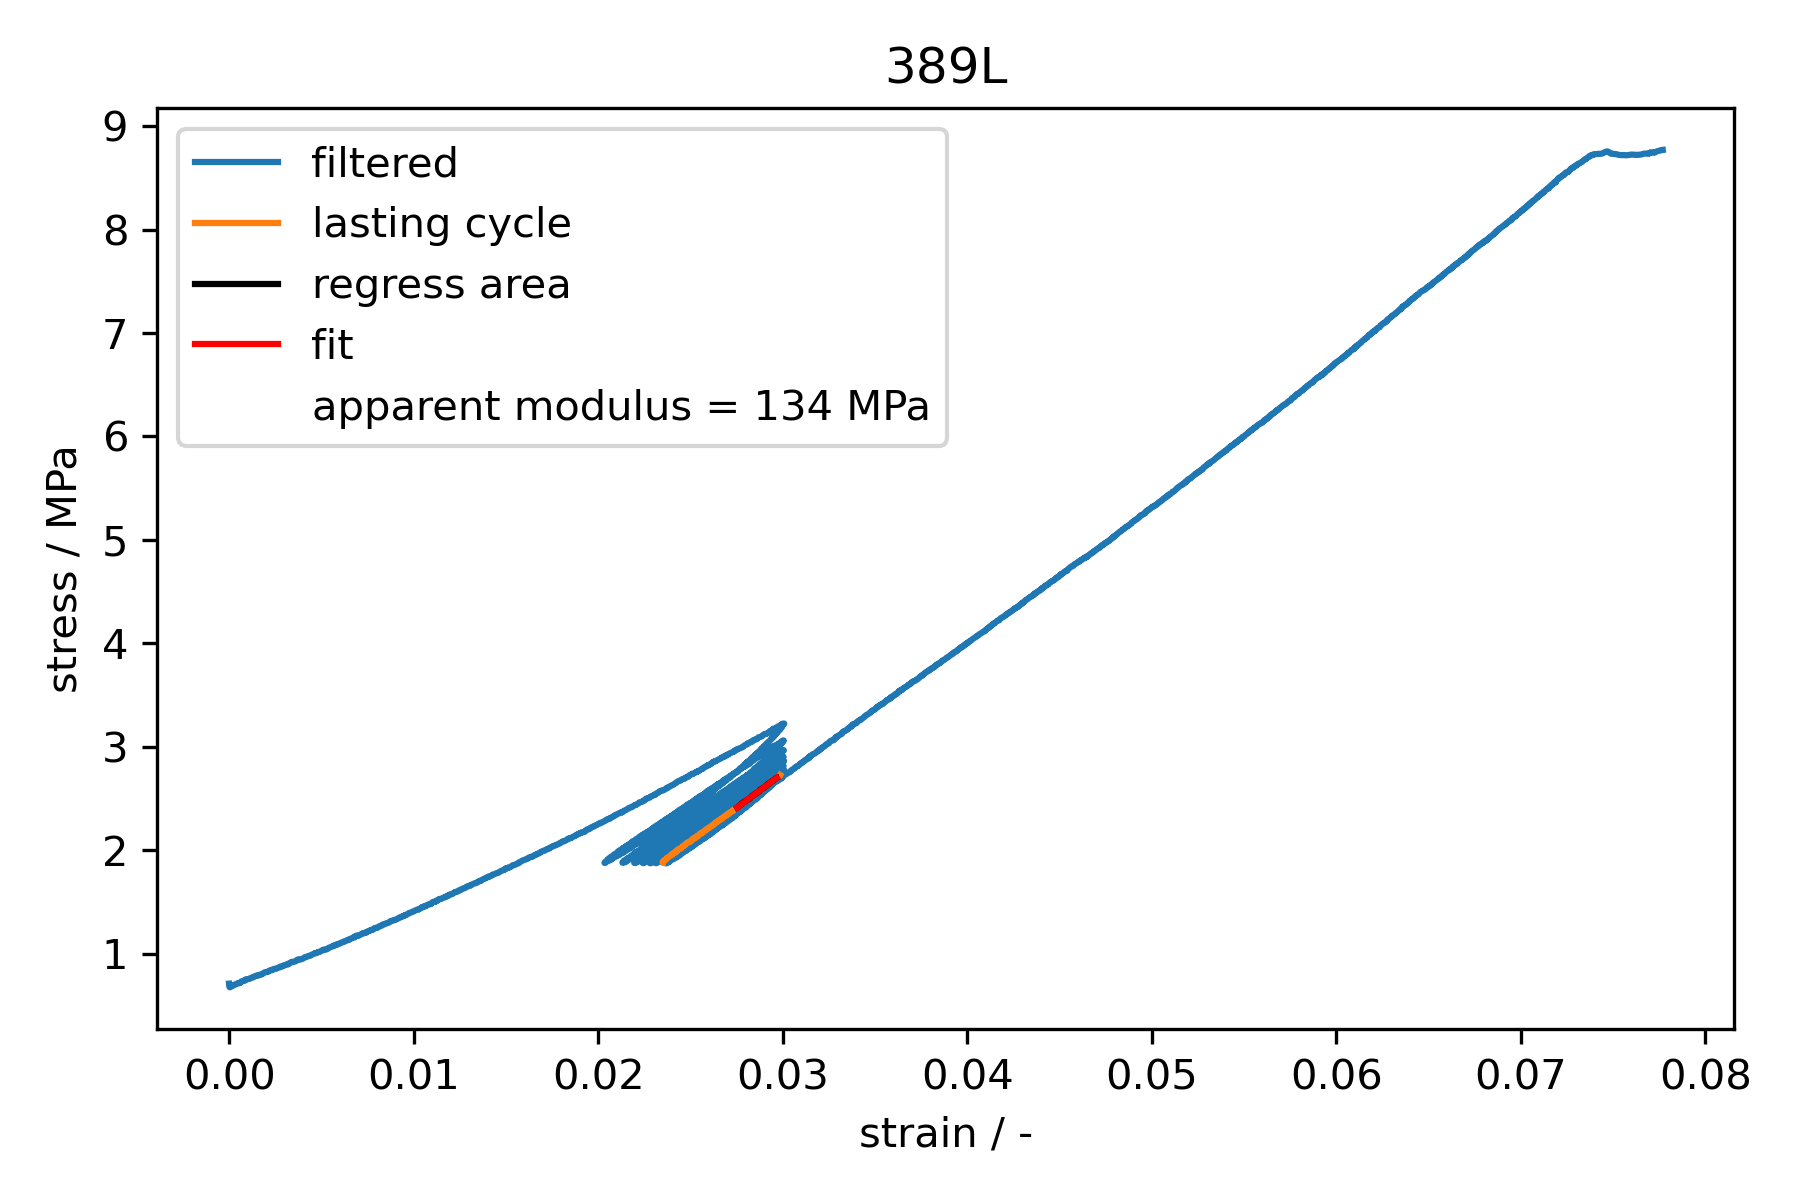 389L
9
8
7
6
5
4
3
2
1
stress / MPa
filtered
lasting cycle
regress area
fit
apparent modulus = 134 MPa
0.00 0.01 0.02 0.03 0.04 0.05 0.06 0.07 0.08
strain / -